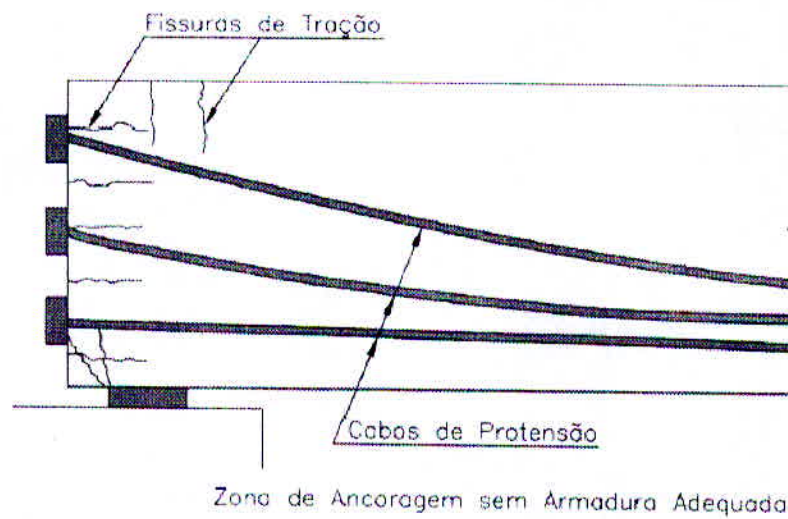 Fissuras de Tração
Cabos de Protensão
Zona de Ancoragem sem Armadura Adequada